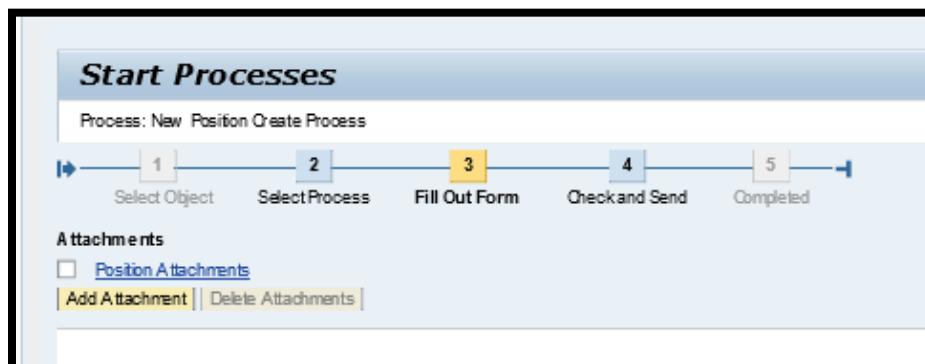 Start Processes
Process: New Position Create Process
1 2 3 4 5
Select Object Select Process Fill Out Form Check and Send Completed
Attachments
Position Attachments
Add Attachment Delete Attachments